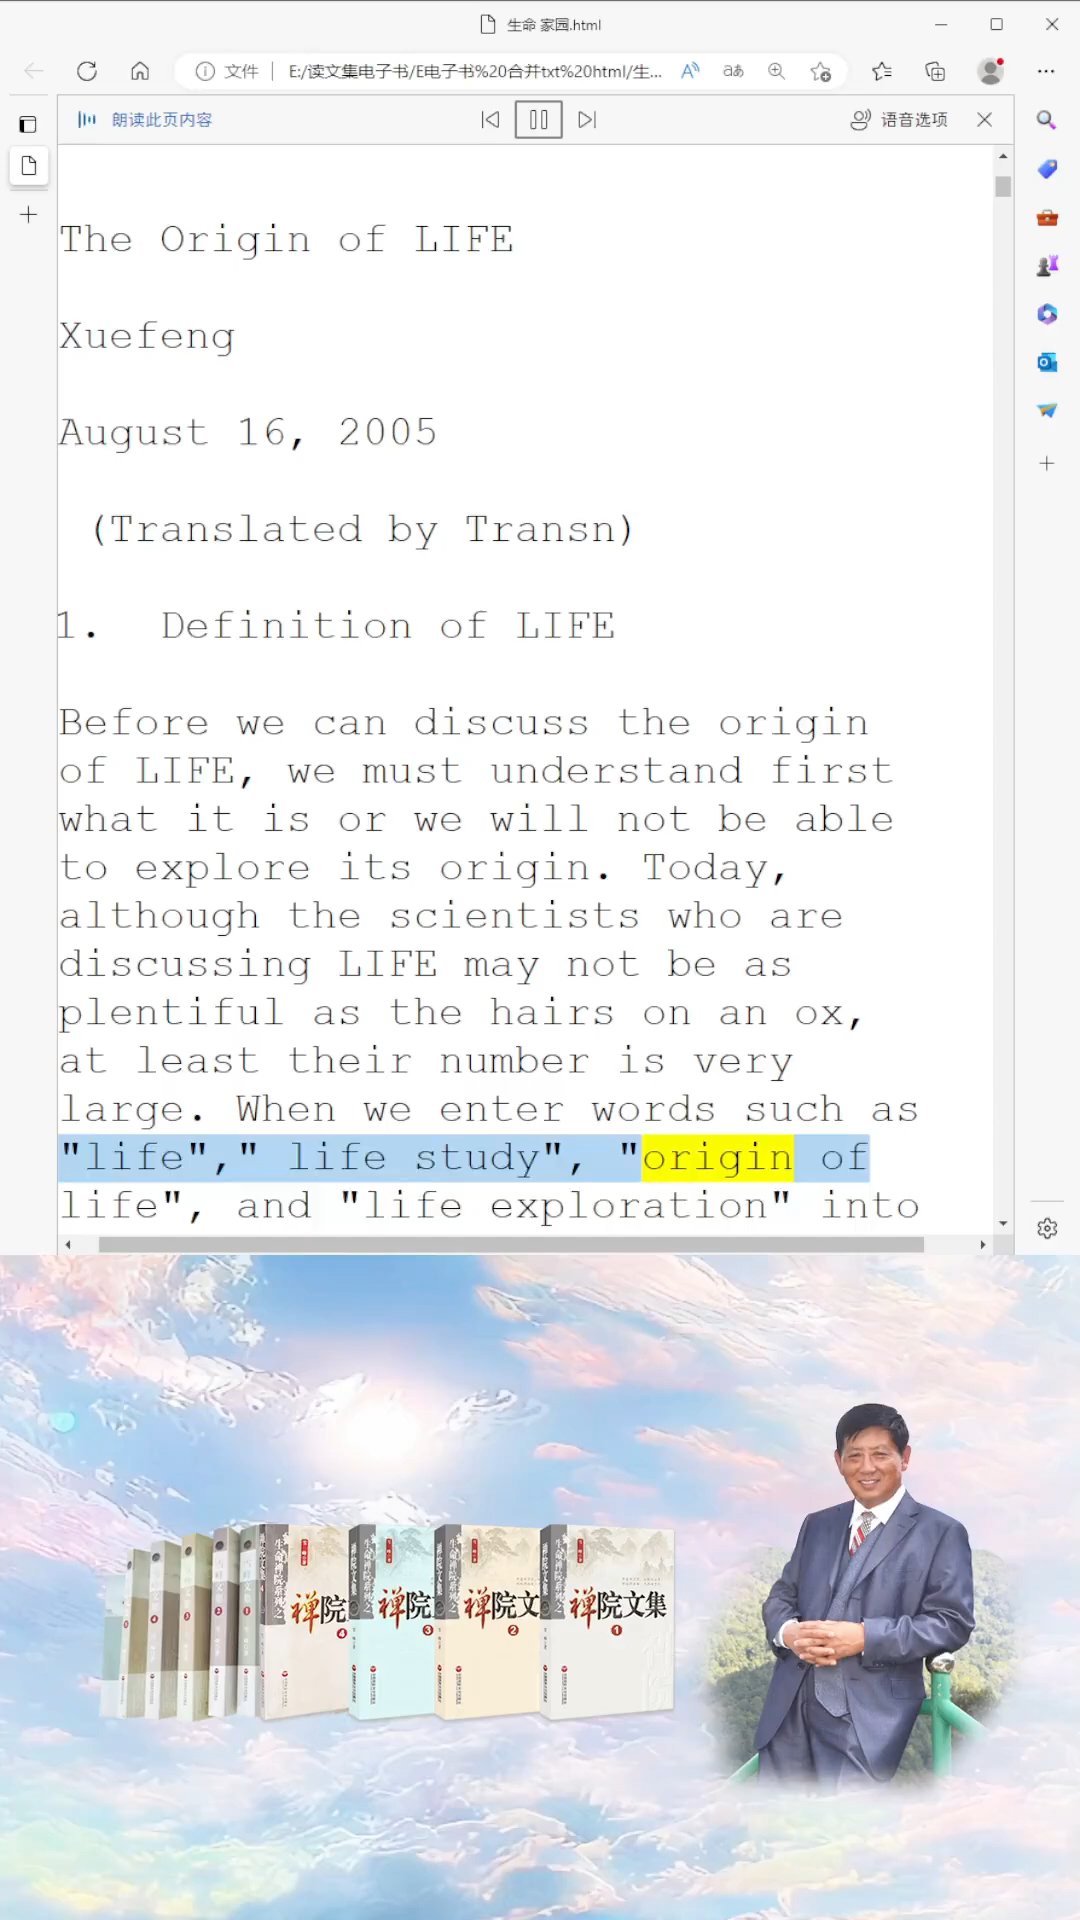 生命 家园.html
文件 E:/读文集电子书/E电子书%20合并txt%20html/生...
朗读此页内容
语音选项
The Origin of LIFE
Xuefeng
August 16, 2005
(Translated by Transn)
1. Definition of LIFE
Before we can discuss the origin
of LIFE, we must understand first
what it is or we will not be able
to explore its origin. Today,
although the scientists who are
discussing LIFE may not be as
plentiful as the hairs on an ox,
at least their number is very
large. When we enter words such as
"life"," life study", "origin of
life", and "life exploration" into
禅院 4
禅院 3
禅院文 2
禅院文集 1